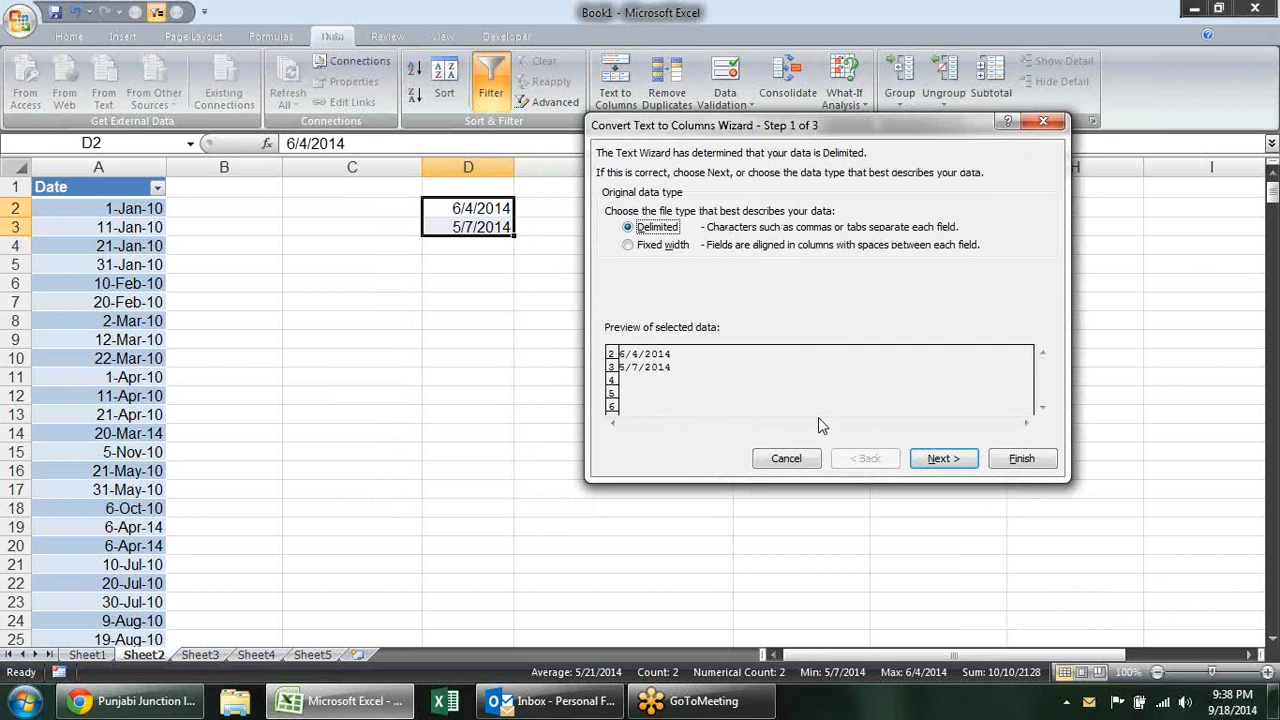 Book1 - Microsoft Excel
Home Insert Page Layout Formulas Data Review View Developer
From Access
From Web
From Text
From Other Sources
Existing Connections
Get External Data
Refresh All
Connections
Properties
Edit Links
Connections
Sort
Filter
Clear
Reapply
Advanced
Sort & Filter
Text to Columns
Remove Duplicates
Data Validation
Consolidate
What-If Analysis
Group
Ungroup
Subtotal
Show Detail
Hide Detail
D2 fx 6/4/2014
A B C D H I
1 Date
2 1-Jan-10 6/4/2014
3 11-Jan-10 5/7/2014
4 21-Jan-10
5 31-Jan-10
6 10-Feb-10
7 20-Feb-10
8 2-Mar-10
9 12-Mar-10
10 22-Mar-10
11 1-Apr-10
12 11-Apr-10
13 21-Apr-10
14 20-Mar-14
15 5-Nov-10
16 21-May-10
17 31-May-10
18 6-Oct-10
19 6-Apr-14
20 6-Apr-14
21 10-Jul-10
22 20-Jul-10
23 30-Jul-10
24 9-Aug-10
25 19-Aug-10
Convert Text to Columns Wizard - Step 1 of 3
The Text Wizard has determined that your data is Delimited.
If this is correct, choose Next, or choose the data type that best describes your data.
Original data type
Choose the file type that best describes your data:
Delimited - Characters such as commas or tabs separate each field.
Fixed width - Fields are aligned in columns with spaces between each field.
Preview of selected data:
2 6/4/2014
3 5/7/2014
4
5
6
Cancel < Back Next > Finish
Sheet1 Sheet2 Sheet3 Sheet4 Sheet5
Ready Average: 5/21/2014 Count: 2 Numerical Count: 2 Min: 5/7/2014 Max: 6/4/2014 Sum: 10/10/2128 100%
Punjabi Junction I... Microsoft Excel - ... Inbox - Personal F... GoToMeeting
9:38 PM
9/18/2014